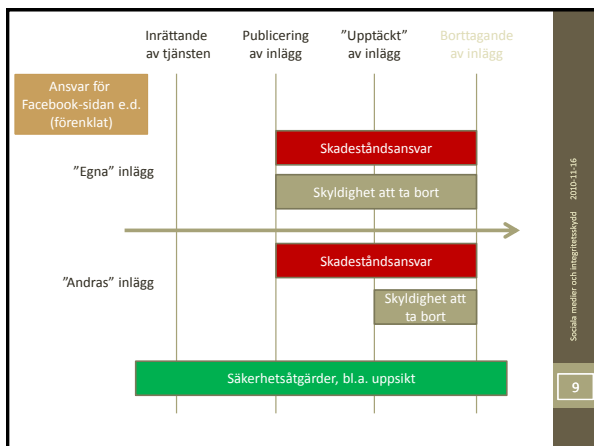 Inrättande
av tjänsten
Publicering
av inlägg
”Upptäckt”
av inlägg
Borttagande
av inlägg
Ansvar för
Facebook-sidan e.d.
(förenklat)
Skadeståndsansvar
”Egna” inlägg
Skyldighet att ta bort
Skadeståndsansvar
”Andras” inlägg
Skyldighet att
ta bort
Säkerhetsåtgärder, bl.a. uppsikt
Sociala medier och integritetsskydd 2010-11-16
9